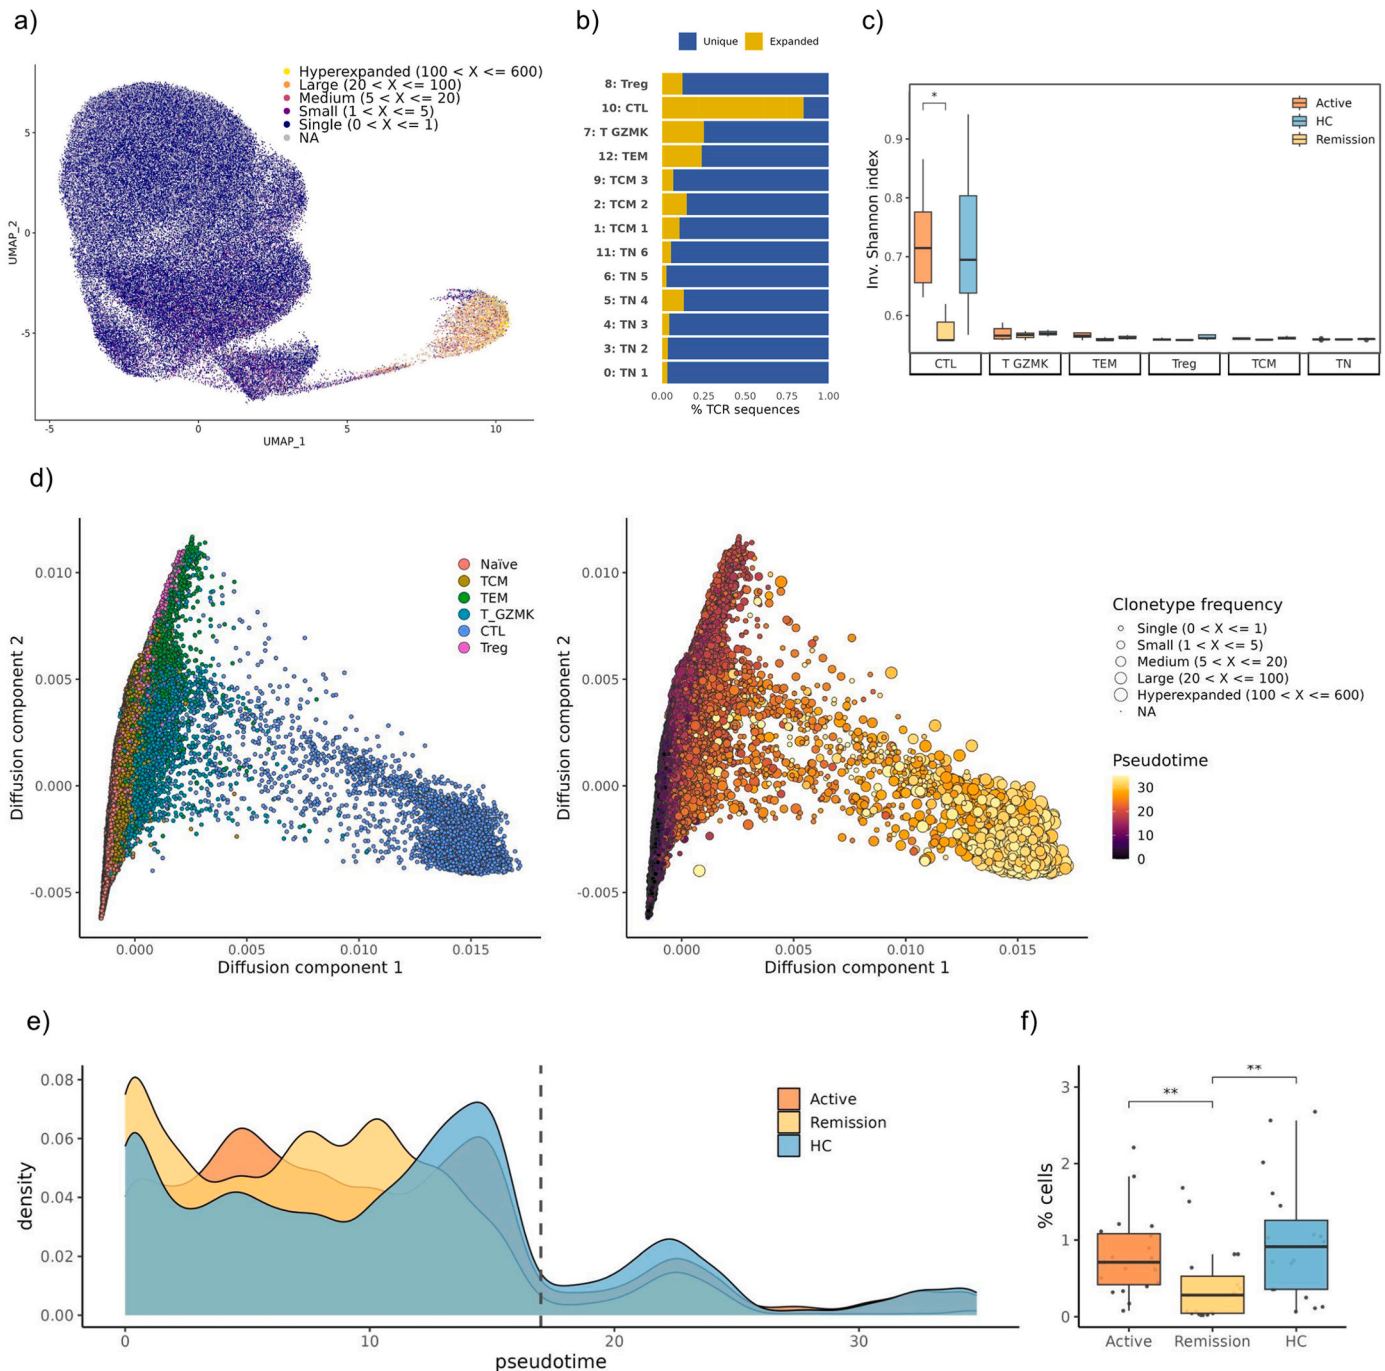 a)
Hyperexpanded (100 < X <= 600)
Large (20 < X <= 100)
Medium (5 < X <= 20)
Small (1 < X <= 5)
Single (0 < X <= 1)
NA
UMAP_2
5
0
-5
-5
0
5
10
UMAP_1
b)
Unique
Expanded
8: Treg
10: CTL
7: T GZMK
12: TEM
9: TCM 3
2: TCM 2
1: TCM 1
11: TN 6
6: TN 5
5: TN 4
4: TN 3
3: TN 2
0: TN 1
0.00 0.25 0.50 0.75 1.00
% TCR sequences
c)
*
Active
HC
Remission
Inv. Shannon index
0.9
0.8
0.7
0.6
CTL
T GZMK
TEM
Treg
TCM
TN
d)
Naïve
TCM
TEM
T_GZMK
CTL
Treg
Diffusion component 2
0.010
0.005
0.000
-0.005
0.000 0.005 0.010 0.015
Diffusion component 1
Diffusion component 2
0.010
0.005
0.000
-0.005
0.000 0.005 0.010 0.015
Diffusion component 1
Clonetype frequency
Single (0 < X <= 1)
Small (1 < X <= 5)
Medium (5 < X <= 20)
Large (20 < X <= 100)
Hyperexpanded (100 < X <= 600)
NA
Pseudotime
30
20
10
0
e)
Active
Remission
HC
density
0.08
0.06
0.04
0.02
0.00
0 10 20 30
pseudotime
f)
**
**
% cells
3
2
1
0
Active Remission HC